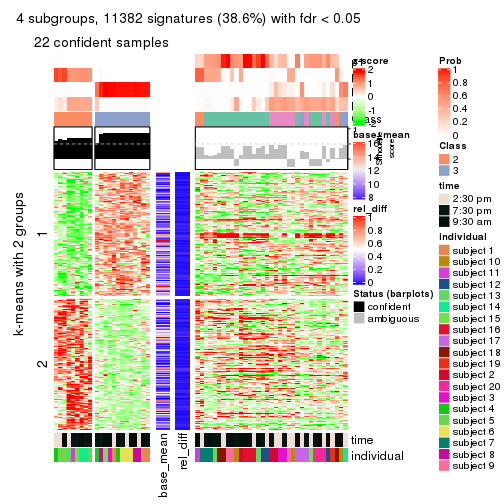 4 subgroups, 11382 signatures (38.6%) with fdr < 0.05
22 confident samples
k-means with 2 groups
1
2
base_mean
rel_diff
time
individual
z-score
2
1
0
-1
-2
Class
Silhouette
score
base_mean
16
14
12
10
8
rel_diff
1
0.8
0.6
0.4
0.2
0
Status (barplots)
confident
ambiguous
Prob
1
0.8
0.6
0.4
0.2
0
Class
2
3
time
2:30 pm
7:30 pm
9:30 am
individual
subject 1
subject 10
subject 11
subject 12
subject 13
subject 14
subject 15
subject 16
subject 17
subject 18
subject 19
subject 2
subject 20
subject 3
subject 4
subject 5
subject 6
subject 7
subject 8
subject 9